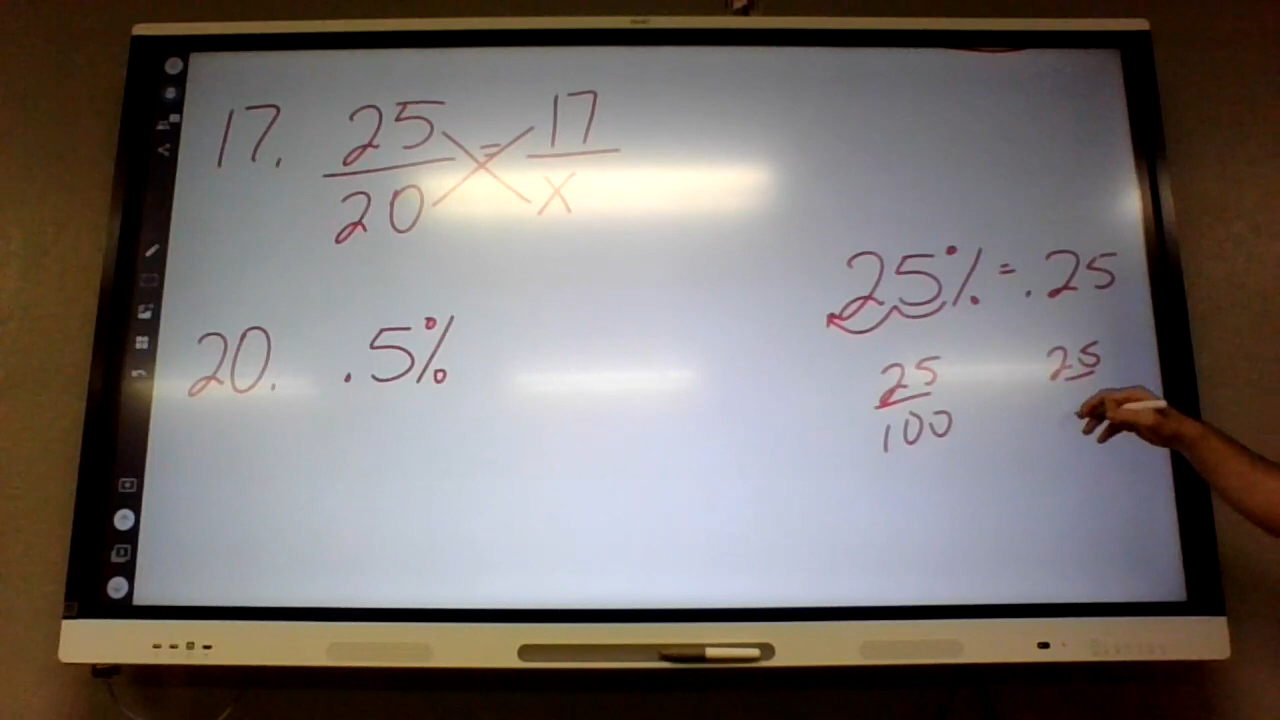 17. 25/20 = 17/x
20. .5%
25% = .25
25/100
25